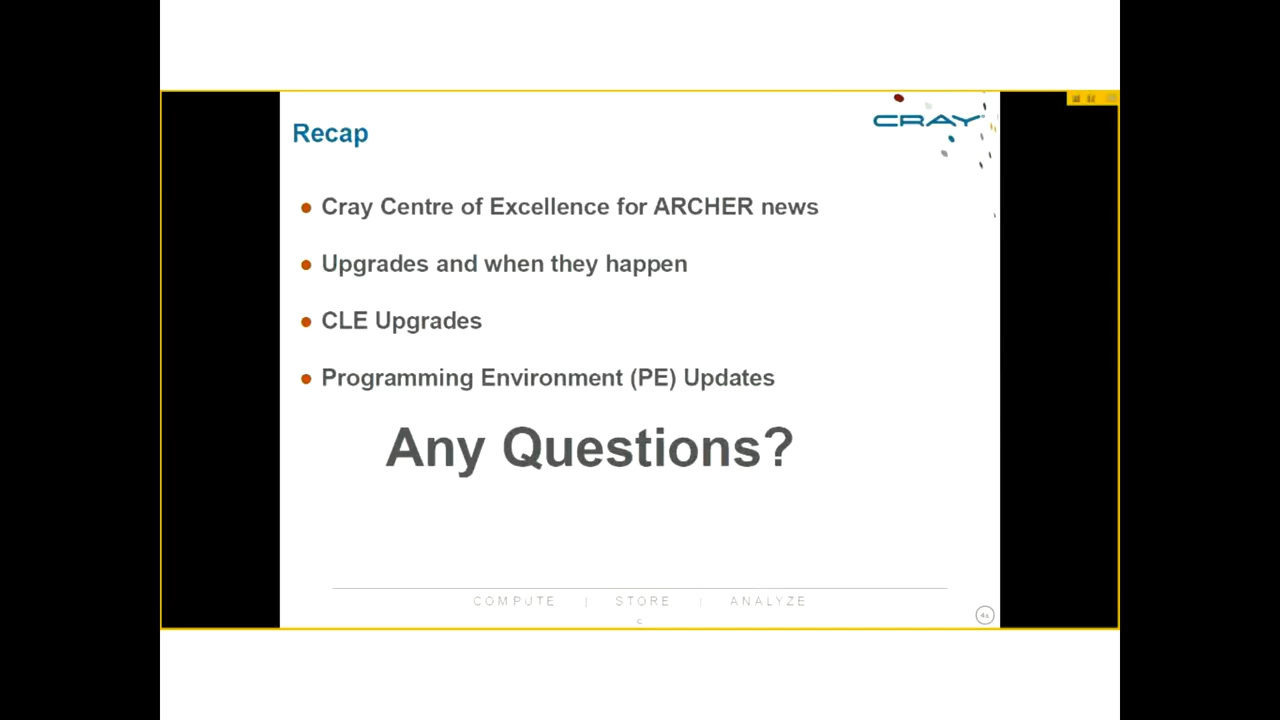 Recap
CRAY
Cray Centre of Excellence for ARCHER news
Upgrades and when they happen
CLE Upgrades
Programming Environment (PE) Updates
Any Questions?
COMPUTE | STORE | ANALYZE
C